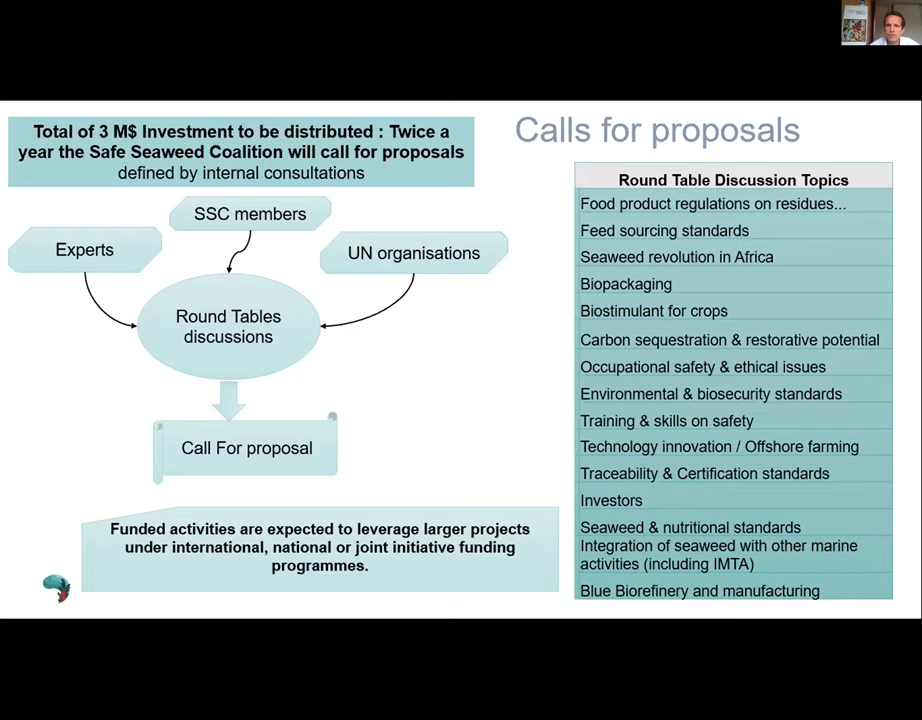 Calls for proposals
Total of 3 M$ Investment to be distributed : Twice a
year the Safe Seaweed Coalition will call for proposals
defined by internal consultations
SSC members
Experts
UN organisations
Round Tables
discussions
Call For proposal
Funded activities are expected to leverage larger projects
under international, national or joint initiative funding
programmes.
Round Table Discussion Topics
Food product regulations on residues...
Feed sourcing standards
Seaweed revolution in Africa
Biopackaging
Biostimulant for crops
Carbon sequestration & restorative potential
Occupational safety & ethical issues
Environmental & biosecurity standards
Training & skills on safety
Technology innovation / Offshore farming
Traceability & Certification standards
Investors
Seaweed & nutritional standards
Integration of seaweed with other marine
activities (including IMTA)
Blue Biorefinery and manufacturing